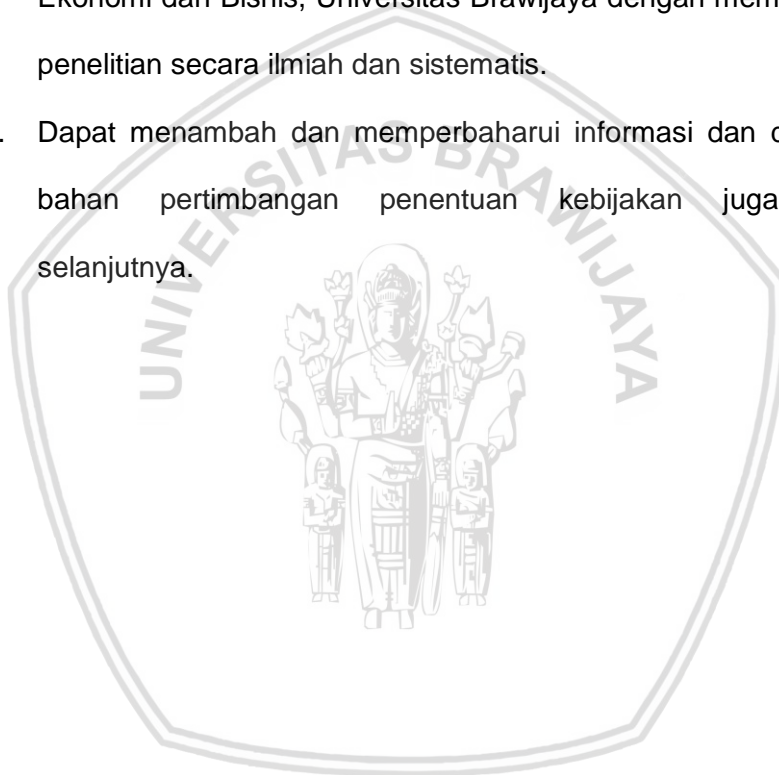 Ekonomi dan Bisnis, Universitas Brawijaya dengan
penelitian secara ilmiah dan sistematis.
. Dapat menambah dan memperbaharui informasi dan
bahan pertimbangan penentuan kebijakan juga
selanjutnya.
UNIVERSITAS BRAWIJAYA